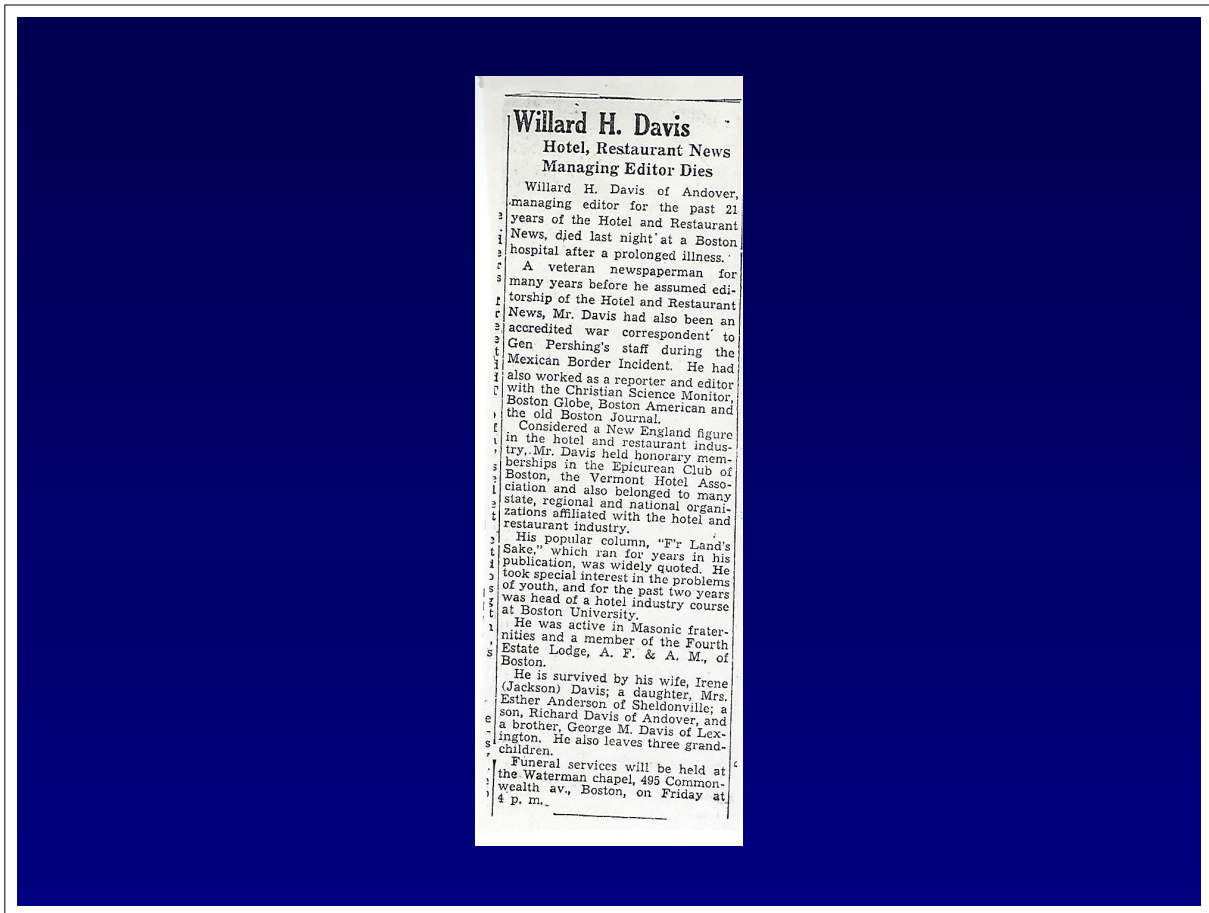 Willard H. Davis
Hotel, Restaurant News
Managing Editor Dies
Willard H. Davis of Andover,
managing editor for the past 21
years of the Hotel and Restaurant
News, died last night at a Boston
hospital after a prolonged illness.
A veteran newspaperman for
many years before he assumed edi-
torship of the Hotel and Restaurant
News, Mr. Davis had also been an
accredited war correspondent to
Gen Pershing's staff during the
Mexican Border Incident. He had
also worked as a reporter and editor
with the Christian Science Monitor,
Boston Globe, Boston American and
the old Boston Journal.
Considered a New England figure
in the hotel and restaurant indus-
try, Mr. Davis held honorary mem-
berships in the Epicurean Club of
Boston, the Vermont Hotel Asso-
ciation and also belonged to many
state, regional and national organi-
zations affiliated with the hotel and
restaurant industry.
His popular column, "F'r Land's
Sake," which ran for years in his
publication, was widely quoted. He
took special interest in the problems
of youth, and for the past two years
was head of a hotel industry course
at Boston University.
He was active in Masonic frater-
nities and a member of the Fourth
Estate Lodge, A. F. & A. M., of
Boston.
He is survived by his wife, Irene
(Jackson) Davis; a daughter, Mrs.
Esther Anderson of Sheldonville; a
son, Richard Davis of Andover, and
a brother, George M. Davis of Lex-
ington. He also leaves three grand-
children.
Funeral services will be held at
the Waterman chapel, 495 Common-
wealth av., Boston, on Friday at
4 p. m.